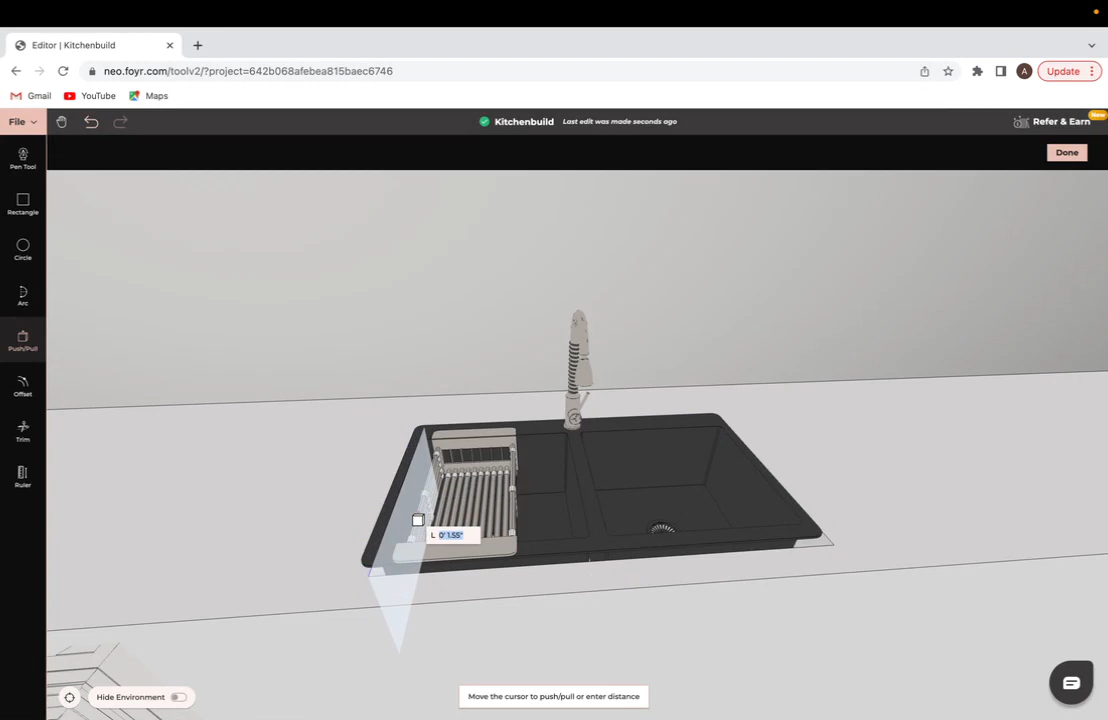 Editor | Kitchenbuild
neo.foyr.com/toolv2/?project=642b068afebea815baec6746
A
Update
Gmail
YouTube
Maps
File
Kitchenbuild
Last edit was made seconds ago
Refer & Earn
New
Done
Pen Tool
Rectangle
Circle
Arc
Push/Pull
Offset
Trim
Ruler
L 0' 1.55"
Hide Environment
Move the cursor to push/pull or enter distance